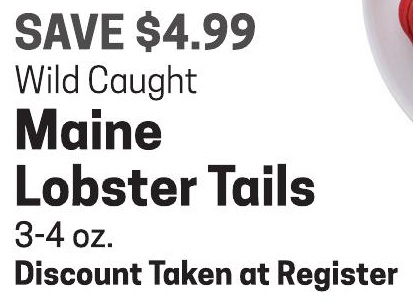 SAVE $4.99
Wild Caught
Maine
Lobster Tails
3-4 oz.
Discount Taken at Register